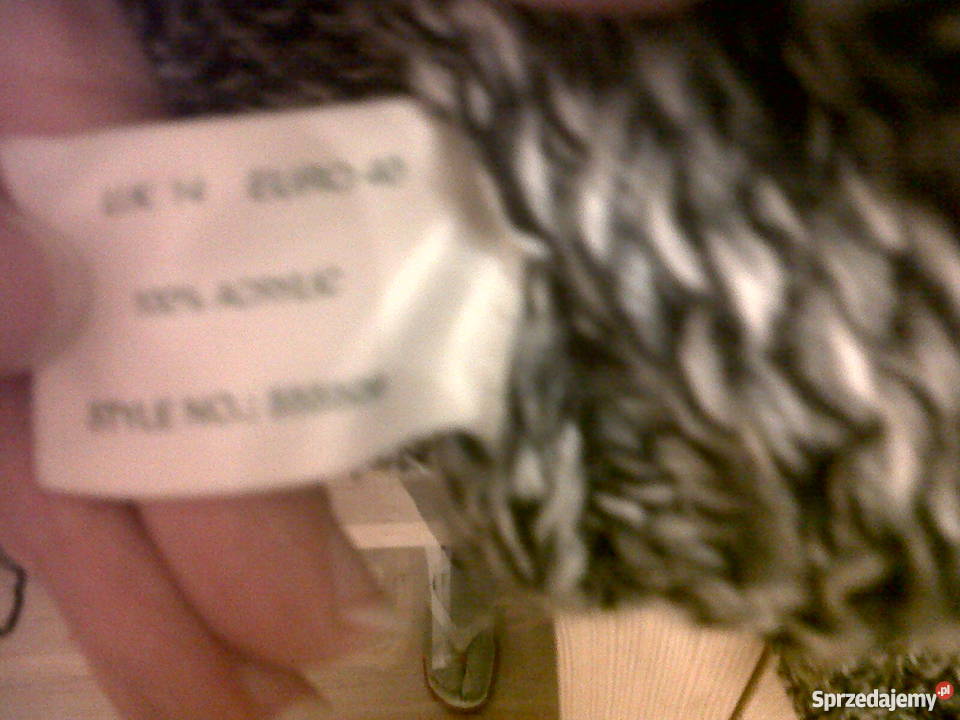 UK 14 EURO 40
100% ACRYLIC
STYLE NO.:
Sprzedajemy.pl